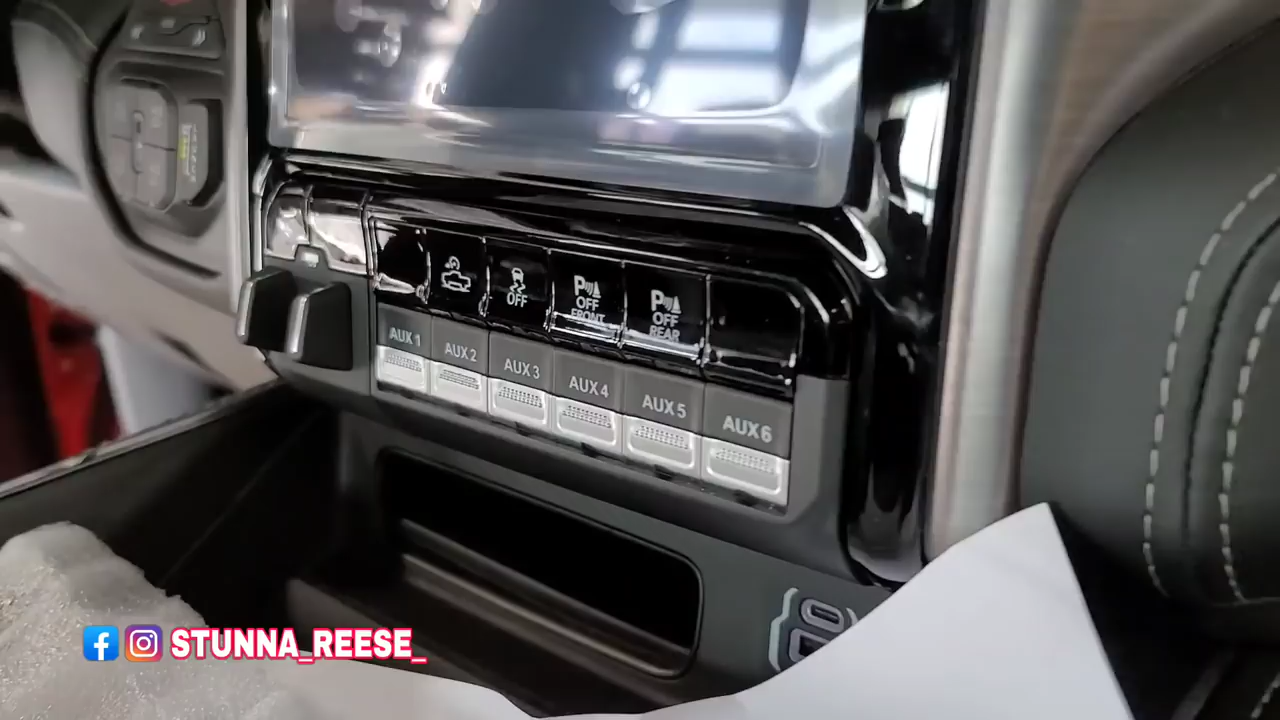 OFF
P OFF FRONT
P OFF REAR
AUX 1
AUX 2
AUX 3
AUX 4
AUX 5
AUX 6
STUNNA_REESE_